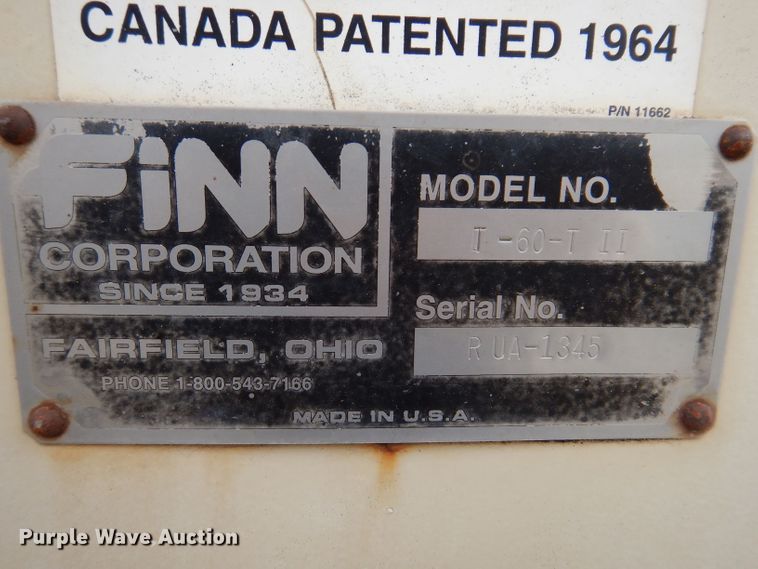 CANADA PATENTED 1964
P/N 11662
FiNN
CORPORATION
SINCE 1934
FAIRFIELD, OHIO
PHONE 1-800-543-7166
MADE IN U.S.A.
MODEL NO.
T-60-T II
Serial No.
R UA-1345
Purple Wave Auction